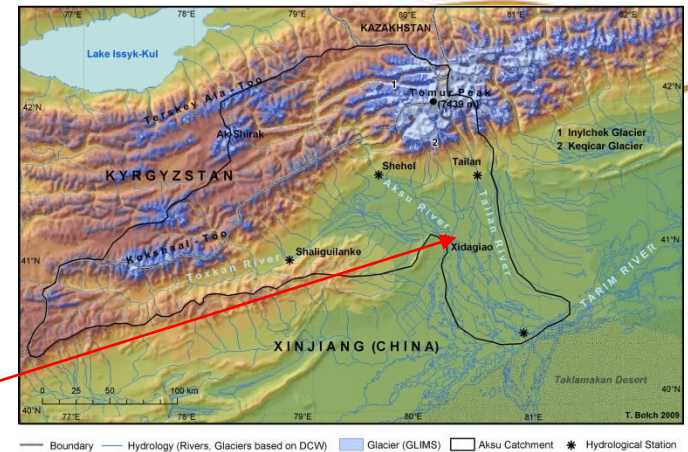 77°E 78°E 79°E 80°E 81°E 82°E
KAZAKHSTAN
Lake Issyk-Kul
Terskey Ala-Too
1
Tomur Peak
(7439 m)
42°N
42°N
Ak-Shirak
2
1 Inylchek Glacier
2 Keqicar Glacier
KYRGYZSTAN
Shehel
Tailan
Aksu River
Tailan River
Kokshaal-Too
41°N
41°N
Xidagiao
Shaliguilanke
Toxkan River
TARIM RIVER
XINJIANG (CHINA)
Taklamakan Desert
0 25 50 100 km
40°N
40°N
77°E 78°E 79°E 80°E 81°E
T. Bolch 2009
Boundary Hydrology (Rivers, Glaciers based on DCW) Glacier (GLIMS) Aksu Catchment Hydrological Station